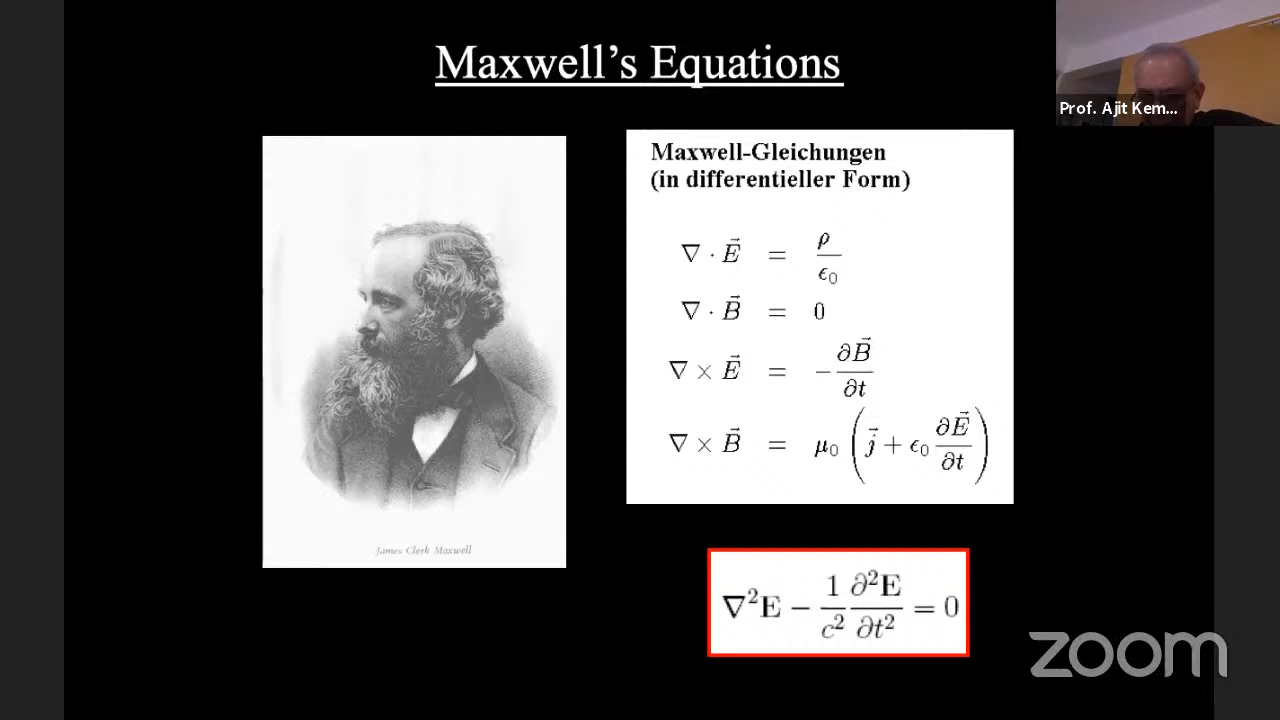 Maxwell's Equations
Prof. Ajit Kem...
Maxwell-Gleichungen
(in differentieller Form)
∇ · E⃗ = ρ/ϵ₀
∇ · B⃗ = 0
∇ × E⃗ = −∂B⃗/∂t
∇ × B⃗ = μ₀ (j⃗ + ϵ₀ ∂E⃗/∂t)
James Clerk Maxwell
∇²E − 1/c² ∂²E/∂t² = 0
zoom